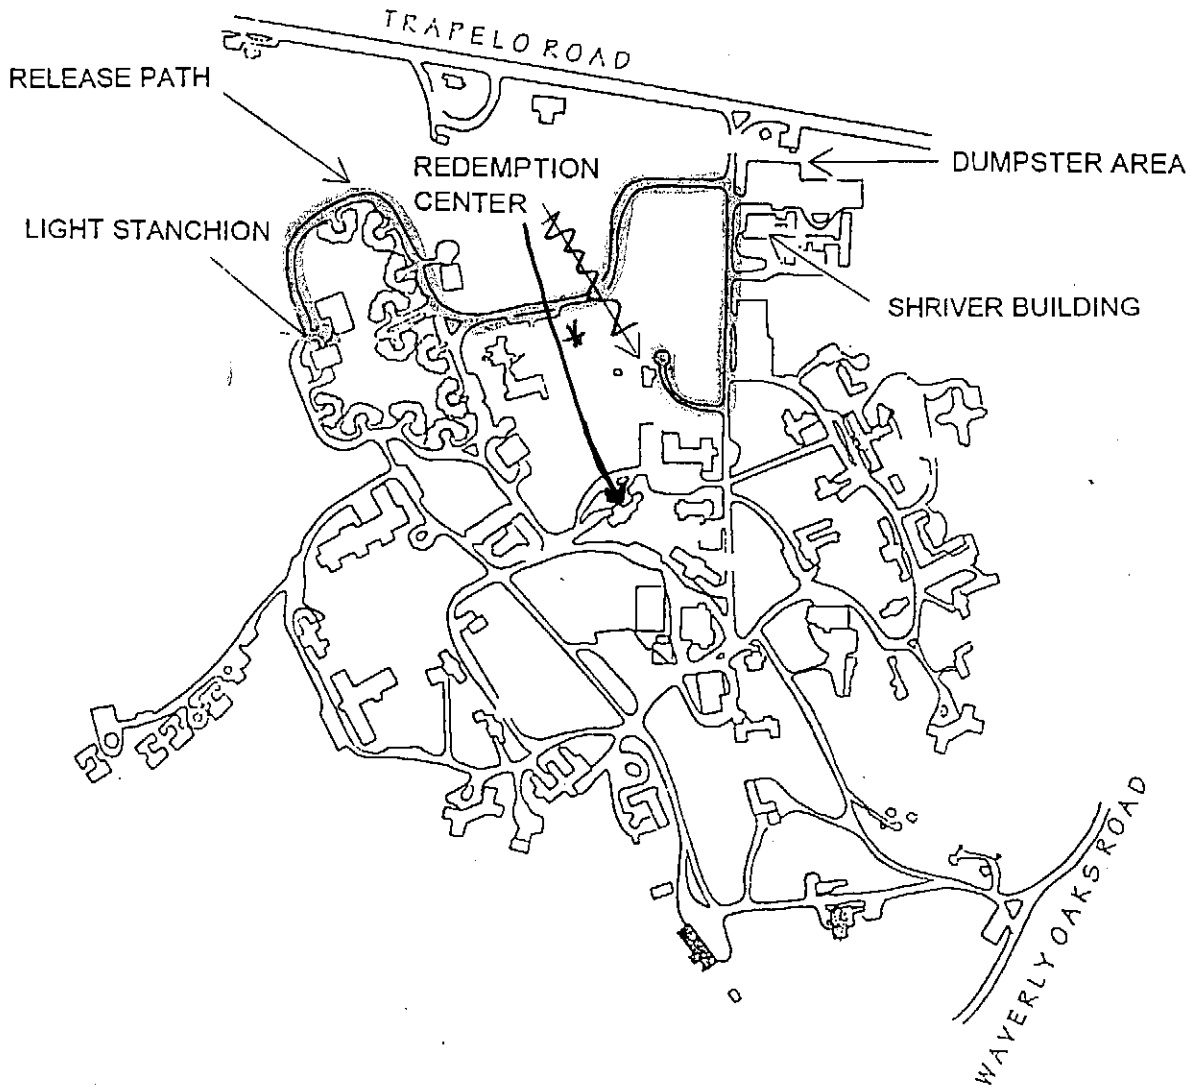 TRAPELO ROAD
RELEASE PATH
REDEMPTION
CENTER
DUMPSTER AREA
LIGHT STANCHION
SHRIVER BUILDING
WAVERLY OAKS ROAD